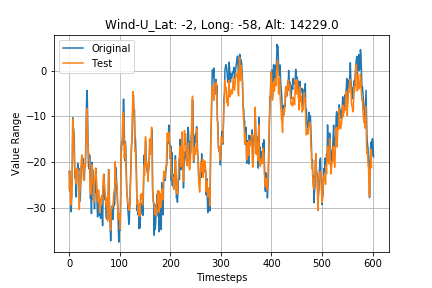 Wind-U_Lat: -2, Long: -58, Alt: 14229.0
Original
Test
Value Range
0
−10
−20
−30
0
100
200
300
400
500
600
Timesteps